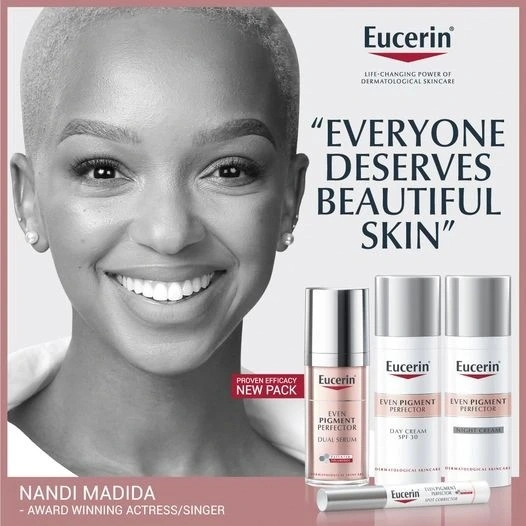 Eucerin®
LIFE-CHANGING POWER OF
DERMATOLOGICAL SKINCARE
“EVERYONE
DESERVES
BEAUTIFUL
SKIN”
PROVEN EFFICACY
NEW PACK
Eucerin®
EVEN
PIGMENT
PERFECTOR
DUAL SERUM
Eucerin®
EVEN PIGMENT
PERFECTOR
DAY CREAM
SPF 30
DERMATOLOGICAL SKINCARE
Eucerin®
EVEN PIGMENT
PERFECTOR
NIGHT CREAM
DERMATOLOGICAL SKINCARE
Eucerin®
EVEN PIGMENT
PERFECTOR
SPOT CORRECTOR
NANDI MADIDA
- AWARD WINNING ACTRESS/SINGER